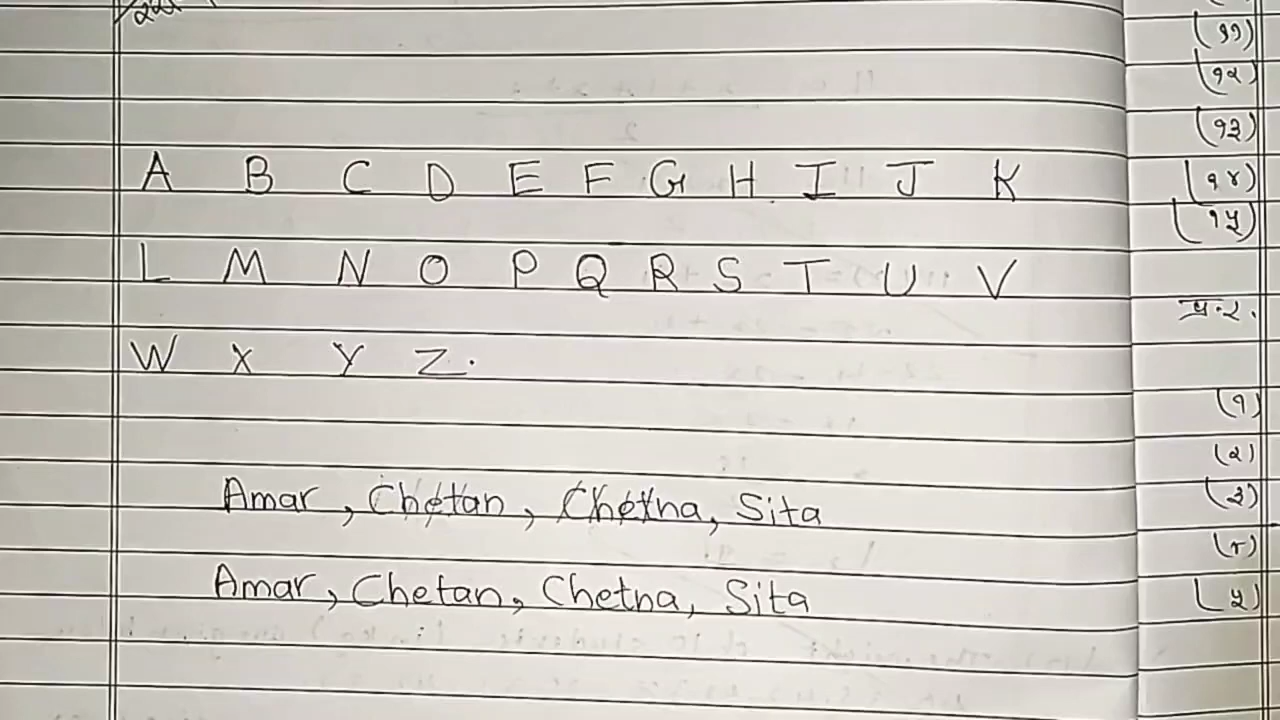 A B C D E F G H I J K
L M N O P Q R S T U V
W X Y Z.
Amar, Chetan, Chetna, Sita
Amar, Chetan, Chetna, Sita
(११)
(१२)
(१३)
(१४)
(१५)
प्र.२.
(१)
(२)
(३)
(४)
(५)